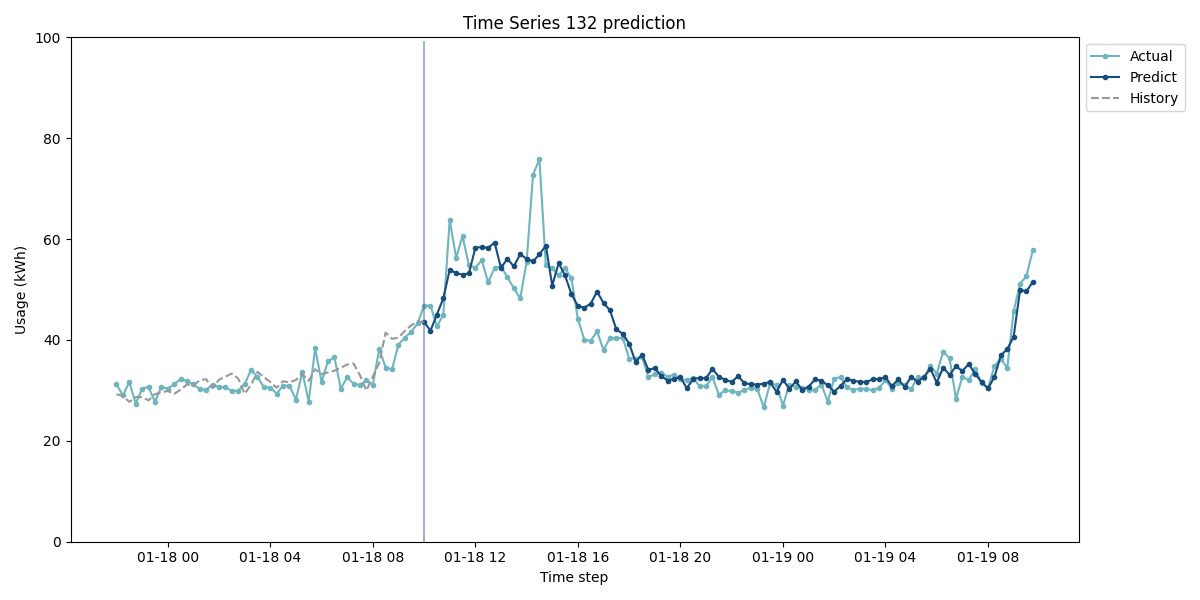 Time Series 132 prediction
100
80
60
40
20
0
Usage (kWh)
01-18 00
01-18 04
01-18 08
01-18 12
01-18 16
01-18 20
01-19 00
01-19 04
01-19 08
Time step
Actual
Predict
History